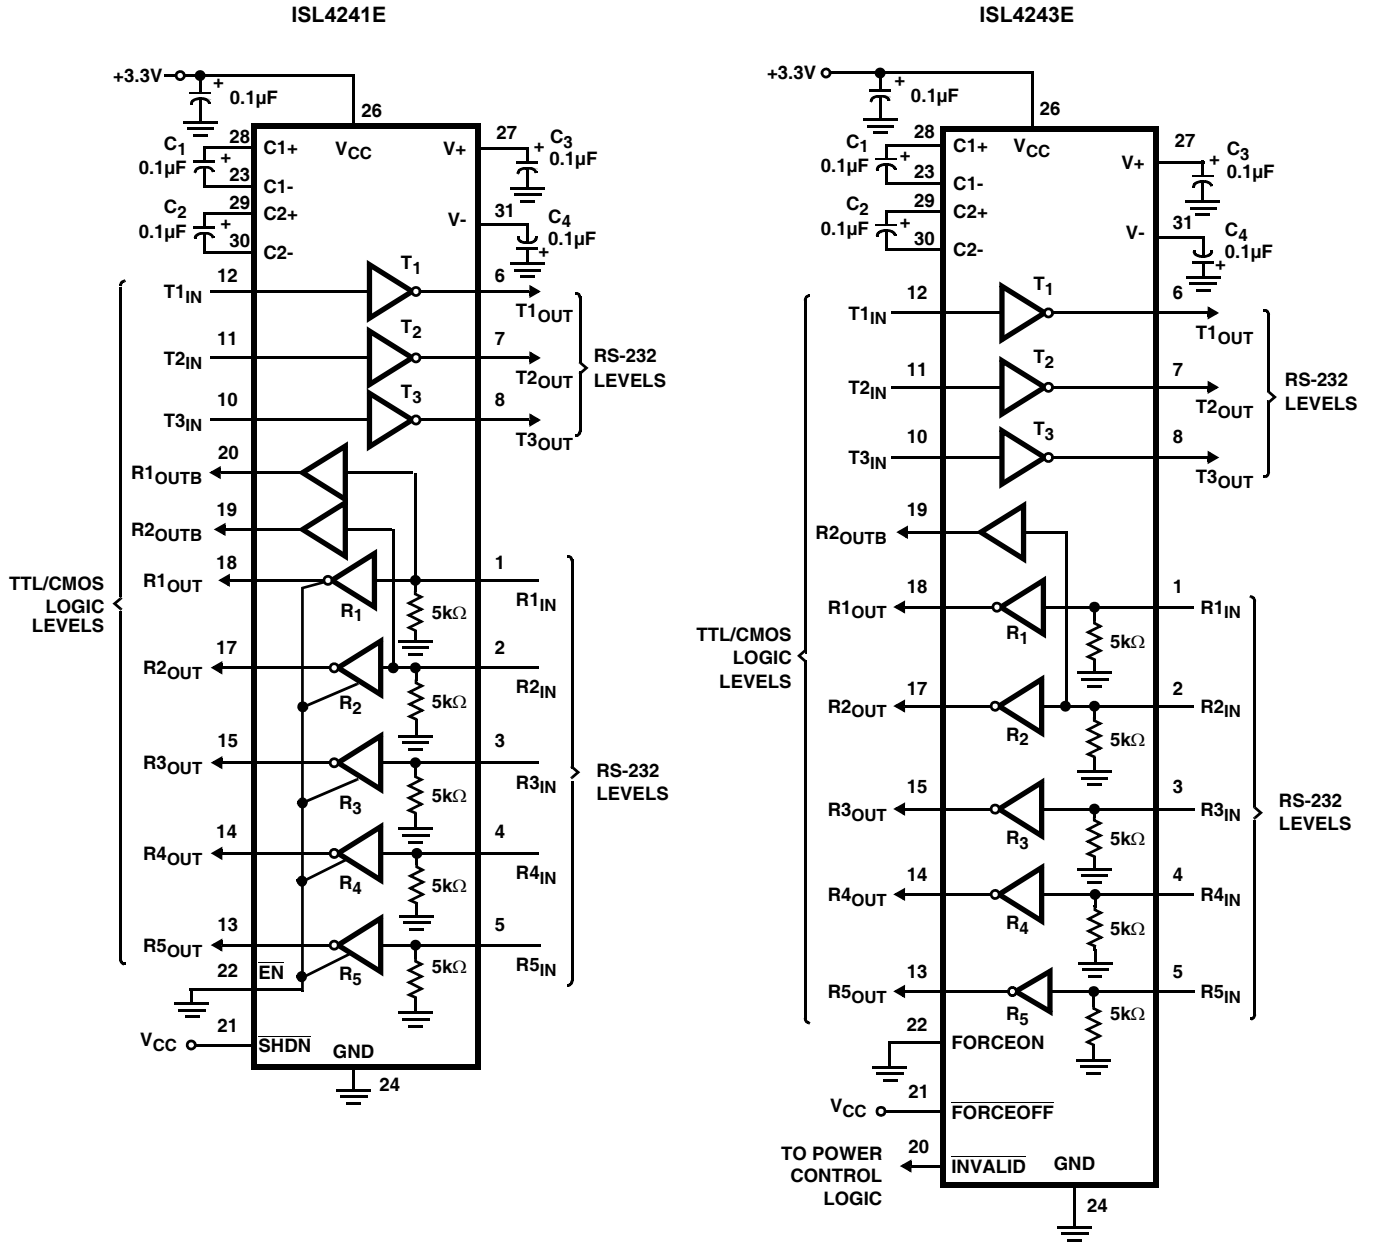 ISL4241E
+3.3V
0.1µF
26
28
C1
0.1µF
23
C1+
C1-
VCC
V+
27
C3
0.1µF
29
C2
0.1µF
30
C2+
C2-
V-
31
C4
0.1µF
T1IN
12
T1
6
T1OUT
T2IN
11
T2
7
T2OUT
T3IN
10
T3
8
T3OUT
RS-232
LEVELS
R1OUTB
20
R2OUTB
19
R1OUT
18
R1
5kΩ
1
R1IN
R2OUT
17
R2
5kΩ
2
R2IN
R3OUT
15
R3
5kΩ
3
R3IN
R4OUT
14
R4
5kΩ
4
R4IN
R5OUT
13
R5
5kΩ
5
R5IN
TTL/CMOS
LOGIC
LEVELS
RS-232
LEVELS
22
EN
VCC
21
SHDN
GND
24
ISL4243E
+3.3V
0.1µF
26
28
C1
0.1µF
23
C1+
C1-
VCC
V+
27
C3
0.1µF
29
C2
0.1µF
30
C2+
C2-
V-
31
C4
0.1µF
T1IN
12
T1
6
T1OUT
T2IN
11
T2
7
T2OUT
T3IN
10
T3
8
T3OUT
RS-232
LEVELS
R2OUTB
19
R1OUT
18
R1
5kΩ
1
R1IN
R2OUT
17
R2
5kΩ
2
R2IN
R3OUT
15
R3
5kΩ
3
R3IN
R4OUT
14
R4
5kΩ
4
R4IN
R5OUT
13
R5
5kΩ
5
R5IN
TTL/CMOS
LOGIC
LEVELS
RS-232
LEVELS
22
FORCEON
VCC
21
FORCEOFF
TO POWER
CONTROL
LOGIC
20
INVALID
GND
24